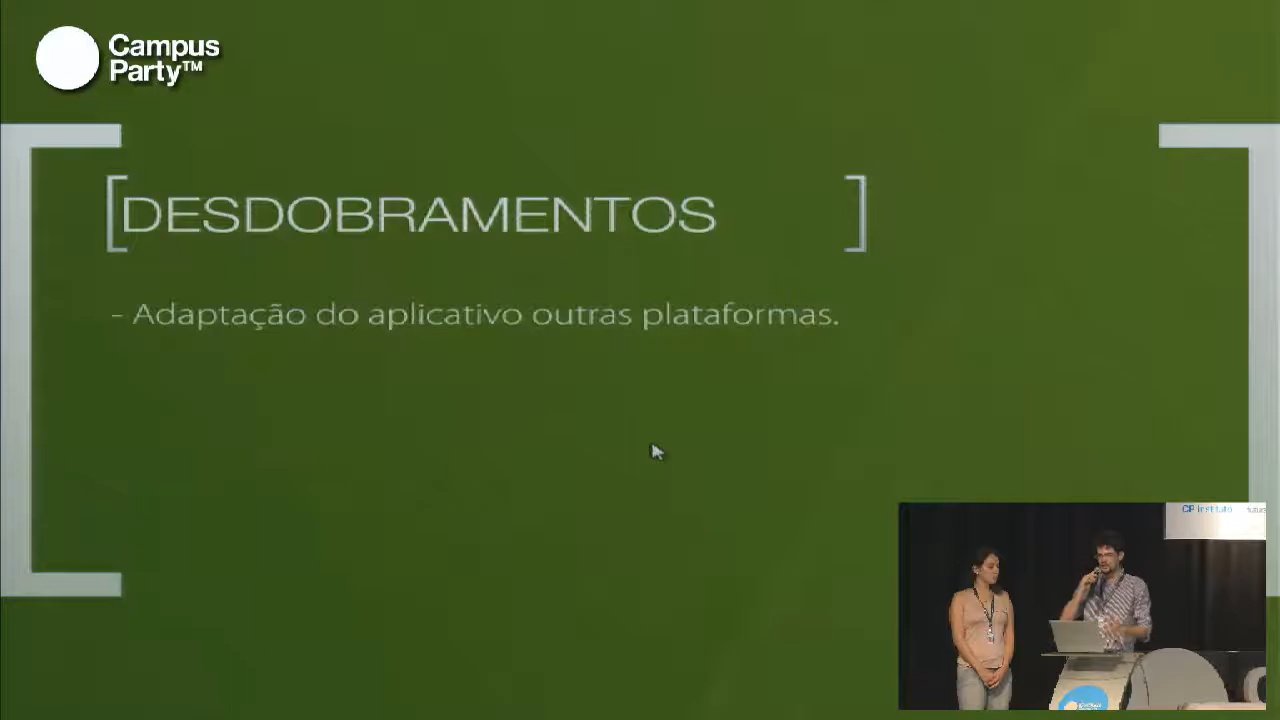 Campus
Party™
[DESDOBRAMENTOS]
- Adaptação do aplicativo outras plataformas.
CP Instituto